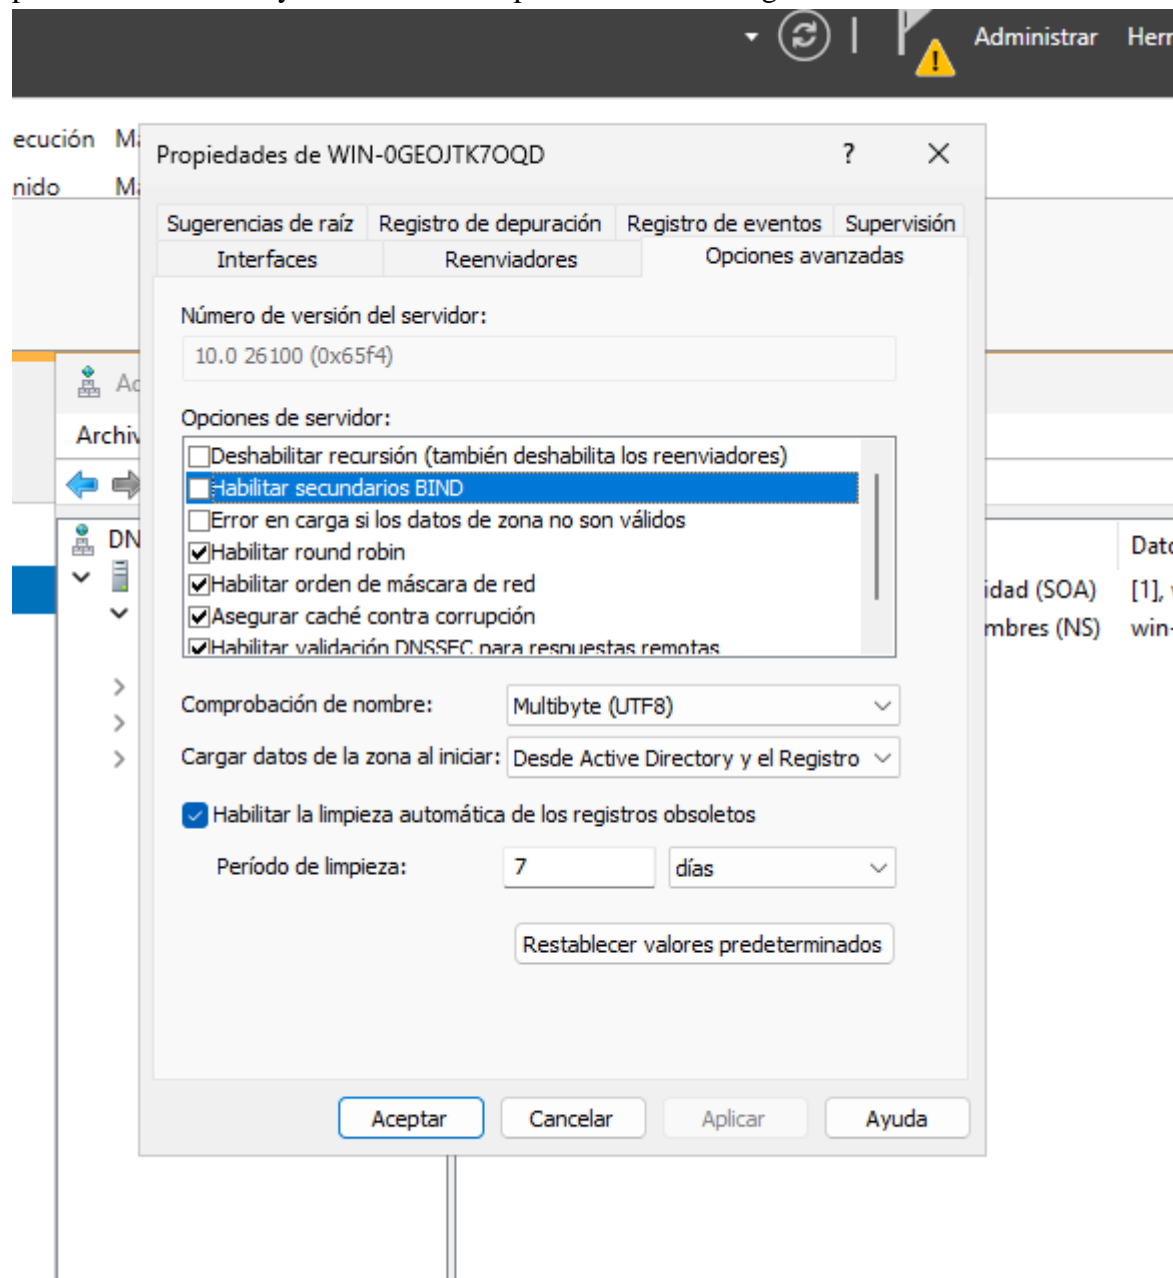 Administrar
ecución
nido
Propiedades de WIN-0GEOJTK7OQD ? ×
Sugerencias de raíz Registro de depuración Registro de eventos Supervisión
Interfaces Reenviadores Opciones avanzadas
Número de versión del servidor:
10.0 26100 (0x65f4)
Opciones de servidor:
Deshabilitar recursión (también deshabilita los reenviadores)
Habilitar secundarios BIND
Error en carga si los datos de zona no son válidos
Habilitar round robin
Habilitar orden de máscara de red
Asegurar caché contra corrupción
Habilitar validación DNSSEC para respuestas remotas
Archiv
DN
Dato
idad (SOA) [1],
mbres (NS) win-
Comprobación de nombre: Multibyte (UTF8)
Cargar datos de la zona al iniciar: Desde Active Directory y el Registro
Habilitar la limpieza automática de los registros obsoletos
Período de limpieza: 7 días
Restablecer valores predeterminados
Aceptar Cancelar Aplicar Ayuda